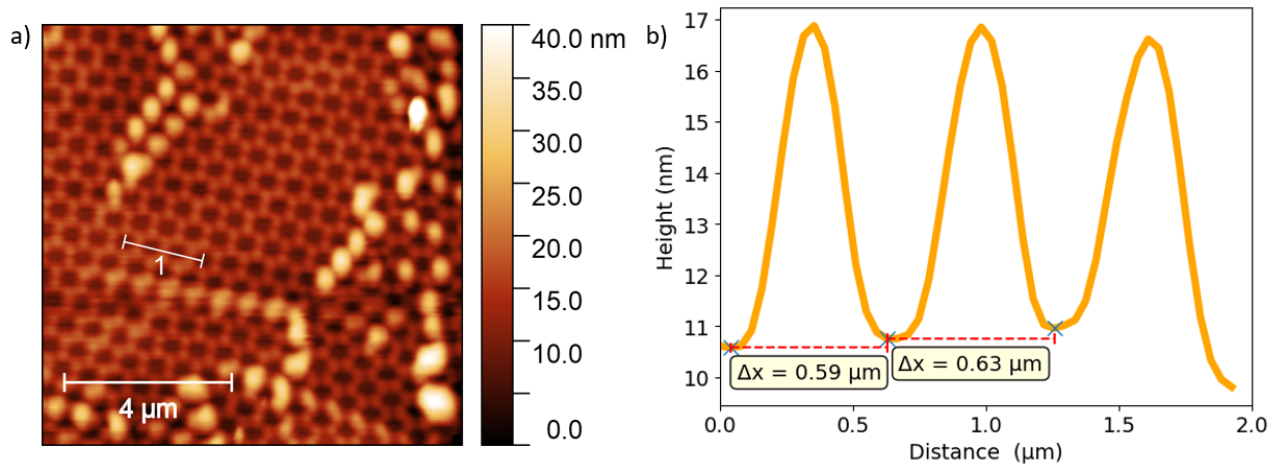 a)
40.0 nm
35.0
30.0
25.0
20.0
15.0
10.0
0.0
1
4 µm
b)
17
16
15
14
13
12
11
10
Height (nm)
Δx = 0.59 µm
Δx = 0.63 µm
0.0 0.5 1.0 1.5 2.0
Distance (µm)